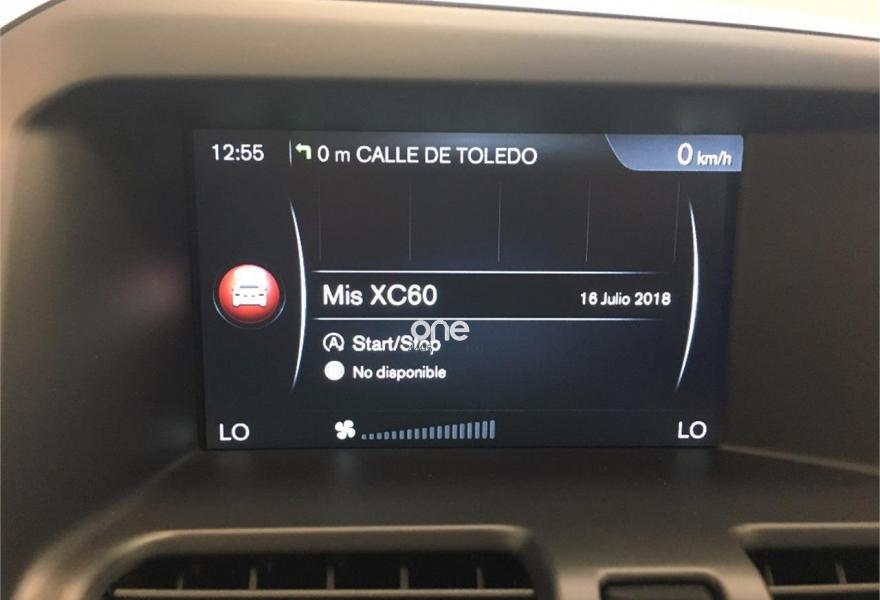 12:55 0 m CALLE DE TOLEDO 0 km/h
Mis XC60 16 Julio 2018
one
A Start/Stop
No disponible
LO LO